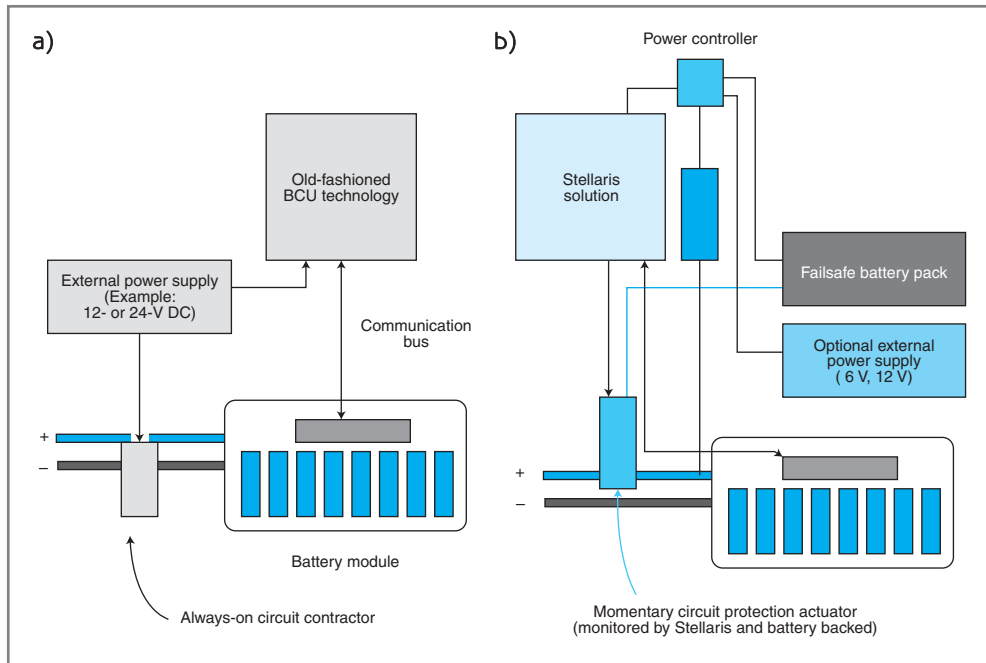 a)
Old-fashioned
BCU technology
External power supply
(Example:
12- or 24-V DC)
Communication
bus
+
–
Battery module
Always-on circuit contractor
b)
Power controller
Stellaris
solution
Failsafe battery pack
Optional external
power supply
( 6 V, 12 V)
+
–
Momentary circuit protection actuator
(monitored by Stellaris and battery backed)